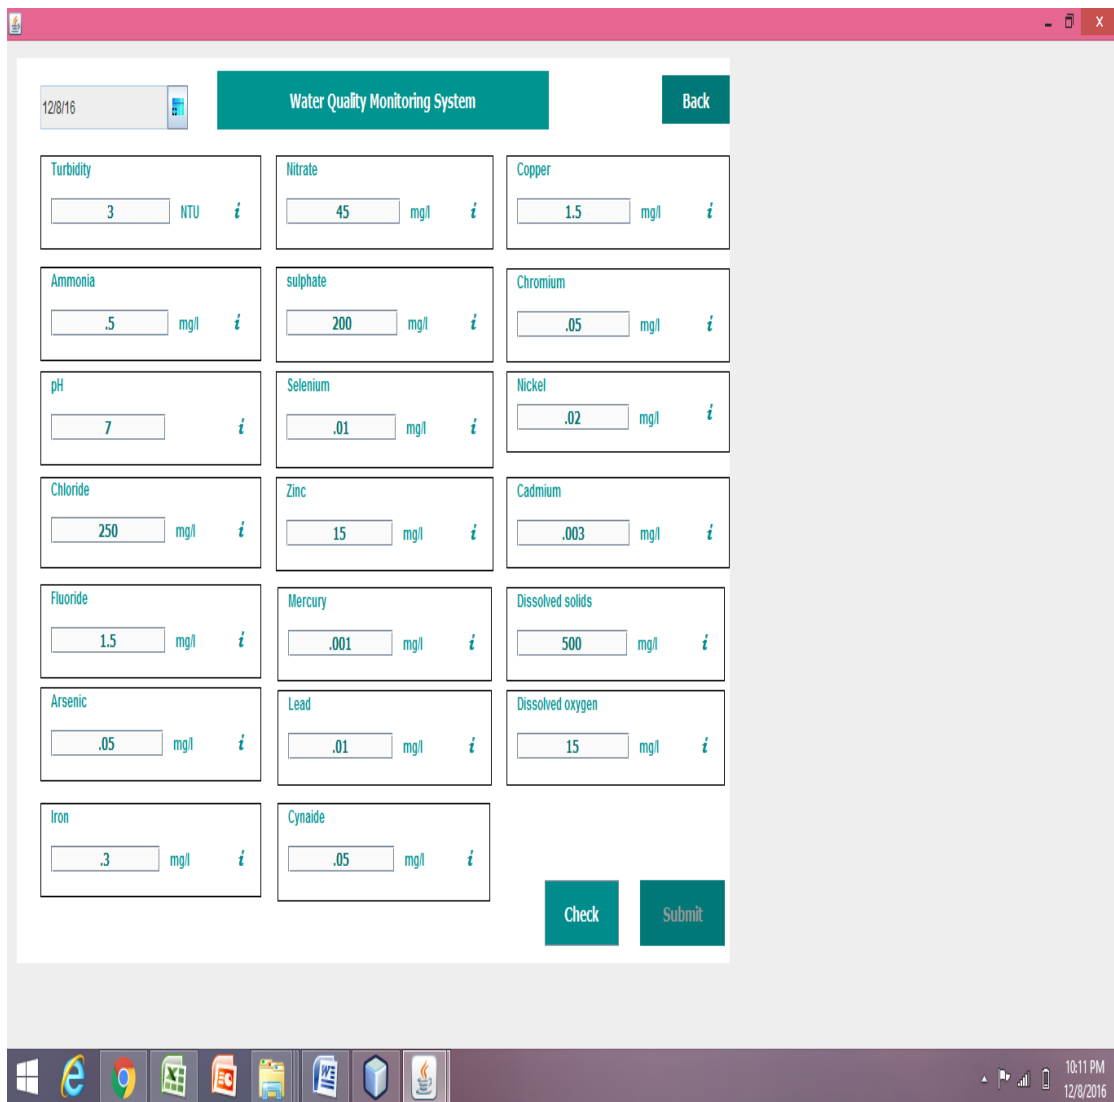 X
12/8/16
Water Quality Monitoring System
Back
Turbidity
3 NTU i
Nitrate
45 mg/l i
Copper
1.5 mg/l i
Ammonia
.5 mg/l i
sulphate
200 mg/l i
Chromium
.05 mg/l i
pH
7 i
Selenium
.01 mg/l i
Nickel
.02 mg/l i
Chloride
250 mg/l i
Zinc
15 mg/l i
Cadmium
.003 mg/l i
Fluoride
1.5 mg/l i
Mercury
.001 mg/l i
Dissolved solids
500 mg/l i
Arsenic
.05 mg/l i
Lead
.01 mg/l i
Dissolved oxygen
15 mg/l i
Iron
.3 mg/l i
Cynaide
.05 mg/l i
Check
Submit
10:11 PM
12/8/2016